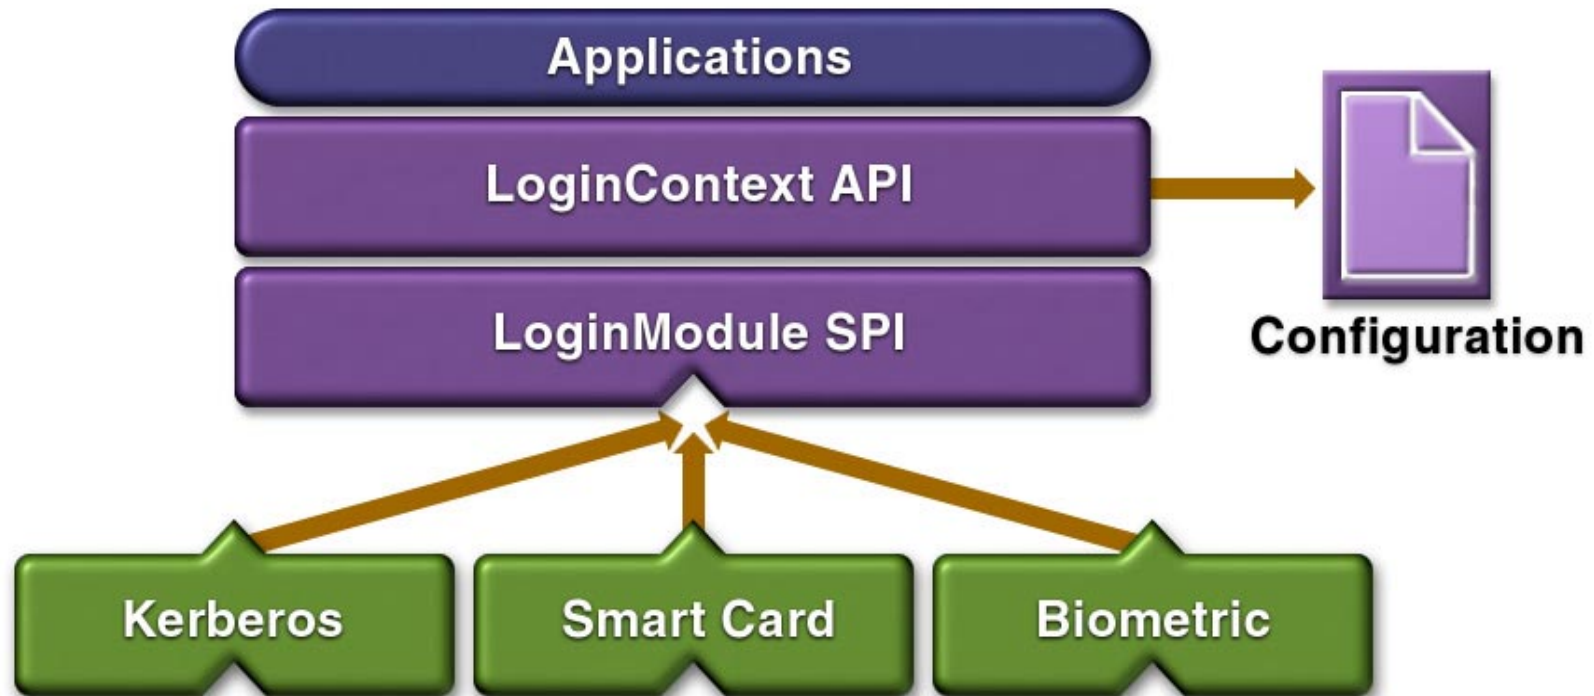 Applications
LoginContext API
LoginModule SPI
Configuration
Kerberos
Smart Card
Biometric